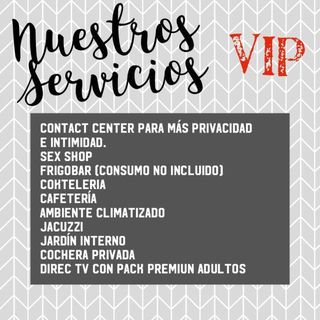 Nuestros
Servicios
VIP
CONTACT CENTER PARA MÁS PRIVACIDAD
E INTIMIDAD.
SEX SHOP
FRIGOBAR (CONSUMO NO INCLUIDO)
COHTELERIA
CAFETERÍA
AMBIENTE CLIMATIZADO
JACUZZI
JARDÍN INTERNO
COCHERA PRIVADA
DIREC TV CON PACH PREMIUN ADULTOS